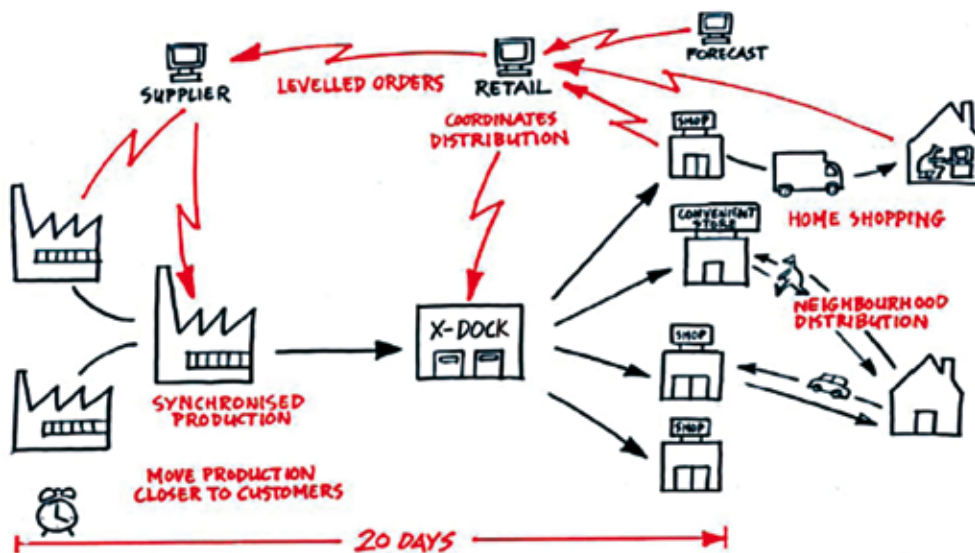 FORECAST
SUPPLIER
LEVELLED ORDERS
RETAIL
COORDINATES
DISTRIBUTION
SHOP
HOME SHOPPING
CONVENIENT
STORE
NEIGHBOURHOOD
DISTRIBUTION
X-DOCK
SHOP
SYNCHRONISED
PRODUCTION
SHOP
MOVE PRODUCTION
CLOSER TO CUSTOMERS
20 DAYS